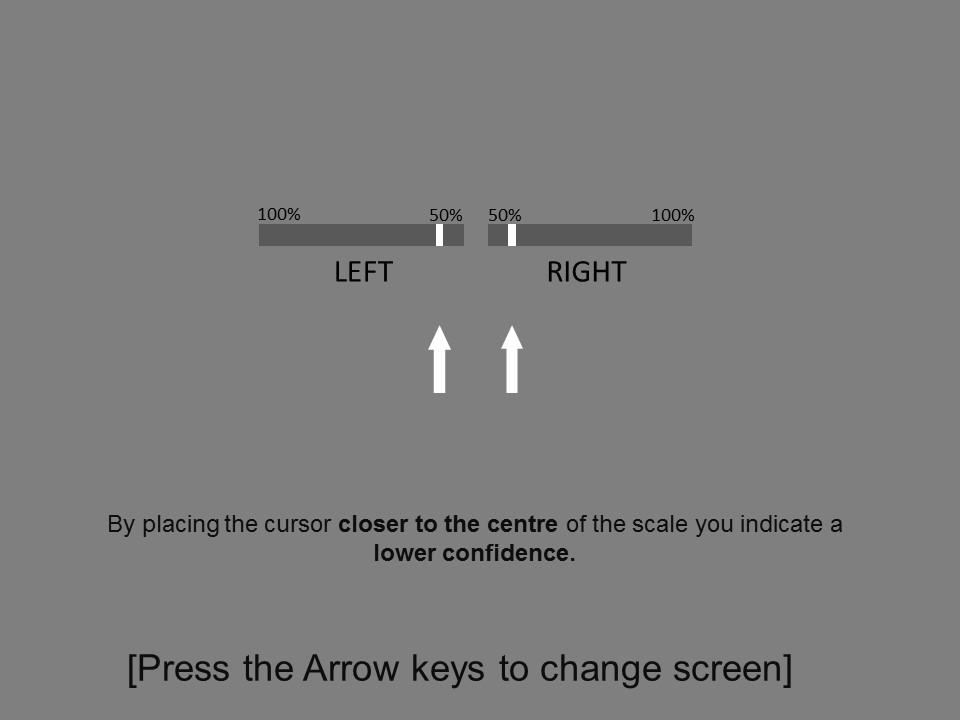 100% 50% 50% 100%
LEFT RIGHT
By placing the cursor closer to the centre of the scale you indicate a
lower confidence.
[Press the Arrow keys to change screen]